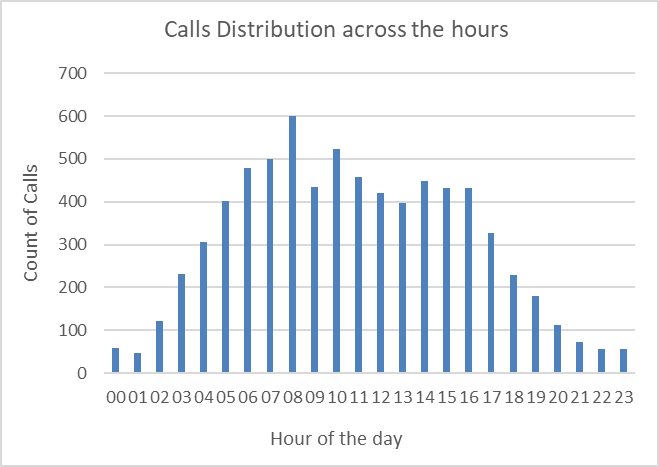 Calls Distribution across the hours
700
600
500
400
300
200
100
0
Count of Calls
00 01 02 03 04 05 06 07 08 09 10 11 12 13 14 15 16 17 18 19 20 21 22 23
Hour of the day